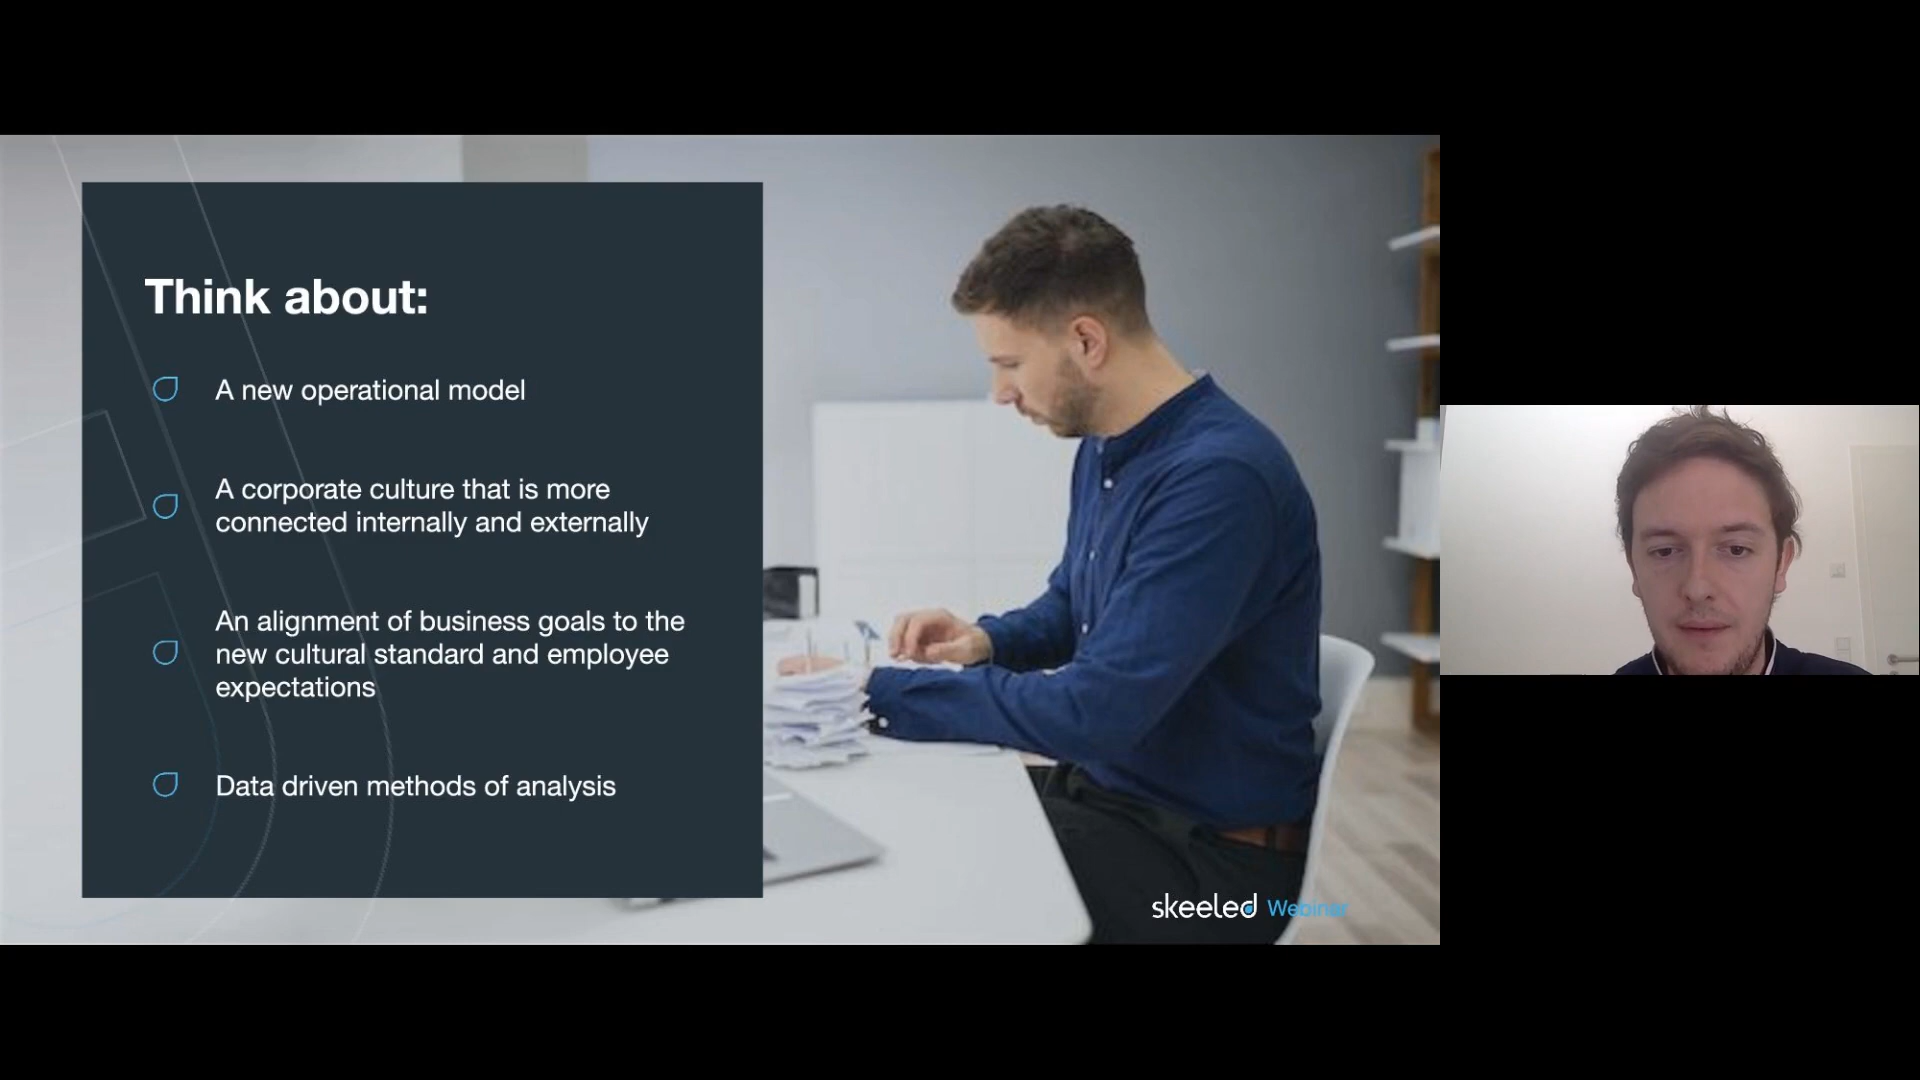 Think about:
A new operational model
A corporate culture that is more
connected internally and externally
An alignment of business goals to the
new cultural standard and employee
expectations
Data driven methods of analysis
skeeled Webinar